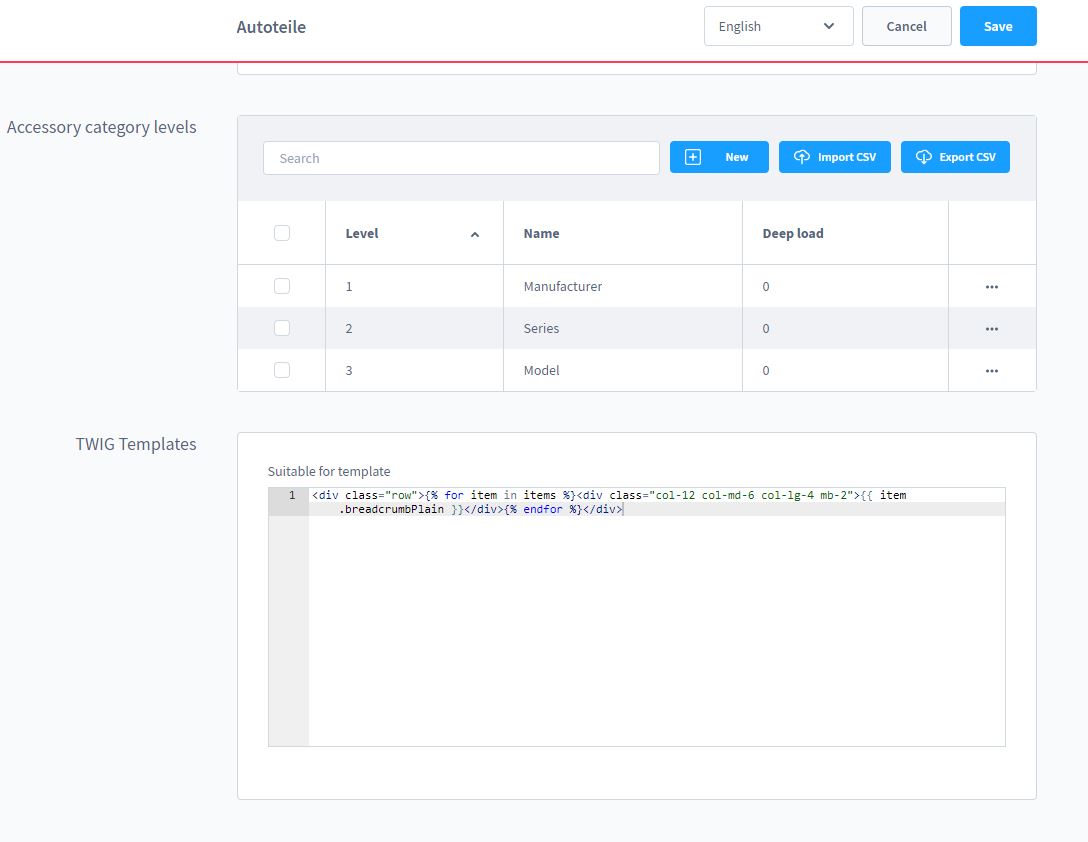 Autoteile
English
Cancel
Save
Accessory category levels
Search
New
Import CSV
Export CSV
Level
Name
Deep load
1
Manufacturer
0
2
Series
0
3
Model
0
TWIG Templates
Suitable for template
1
<div class="row">{% for item in items %}<div class="col-12 col-md-6 col-lg-4 mb-2">{{ item
.breadcrumbPlain }}</div>{% endfor %}</div>